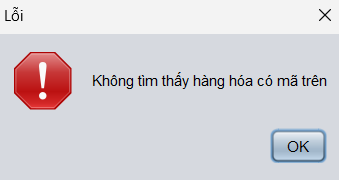 Lỗi
Không tìm thấy hàng hóa có mã trên
OK